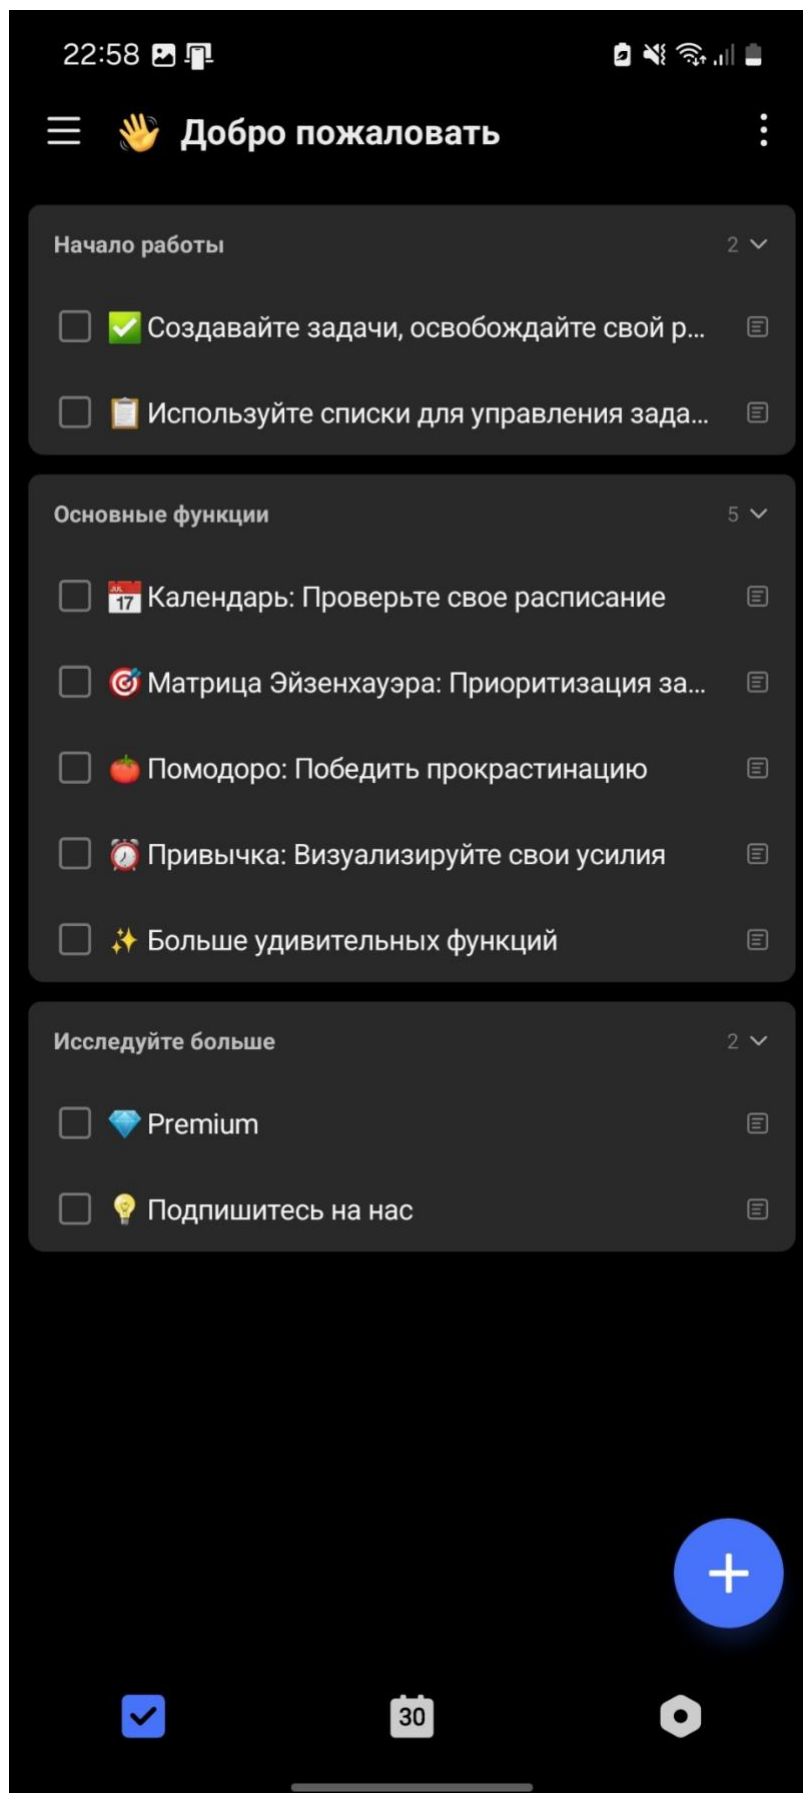 22:58
Добро пожаловать
Начало работы 2
Создавайте задачи, освобождайте свой р...
Используйте списки для управления зада...
Основные функции 5
JUL 17 Календарь: Проверьте свое расписание
Матрица Эйзенхауэра: Приоритизация за...
Помодоро: Победить прокрастинацию
Привычка: Визуализируйте свои усилия
Больше удивительных функций
Исследуйте больше 2
Premium
Подпишитесь на нас
30